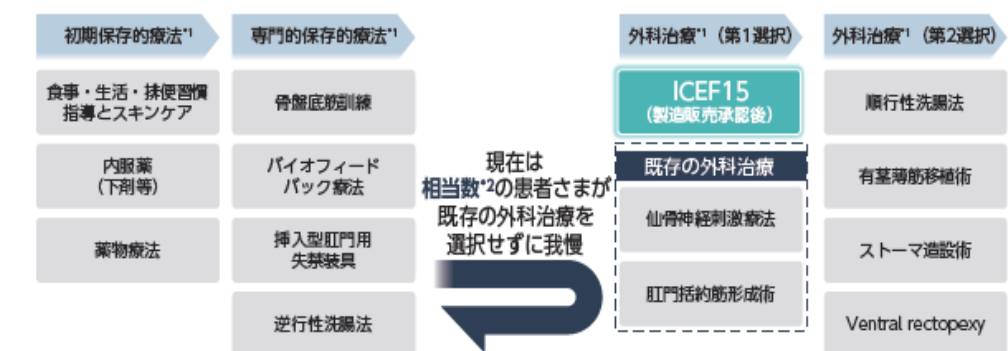 初期保存的療法*1
食事・生活・排便習慣
指導とスキンケア
内服薬
(下剤等)
薬物療法
専門的保存的療法*1
骨盤底筋訓練
バイオフィード
バック療法
挿入型肛門用
失禁装具
逆行性洗腸法
現在は
相当数*2の患者さまが
既存の外科治療を
選択せずに我慢
外科治療*1（第1選択）
ICEF15
(製造販売承認後)
既存の外科治療
仙骨神経刺激療法
肛門括約筋形成術
外科治療*1（第2選択）
順行性洗腸法
有茎薄筋移植術
ストーマ造設術
Ventral rectopexy